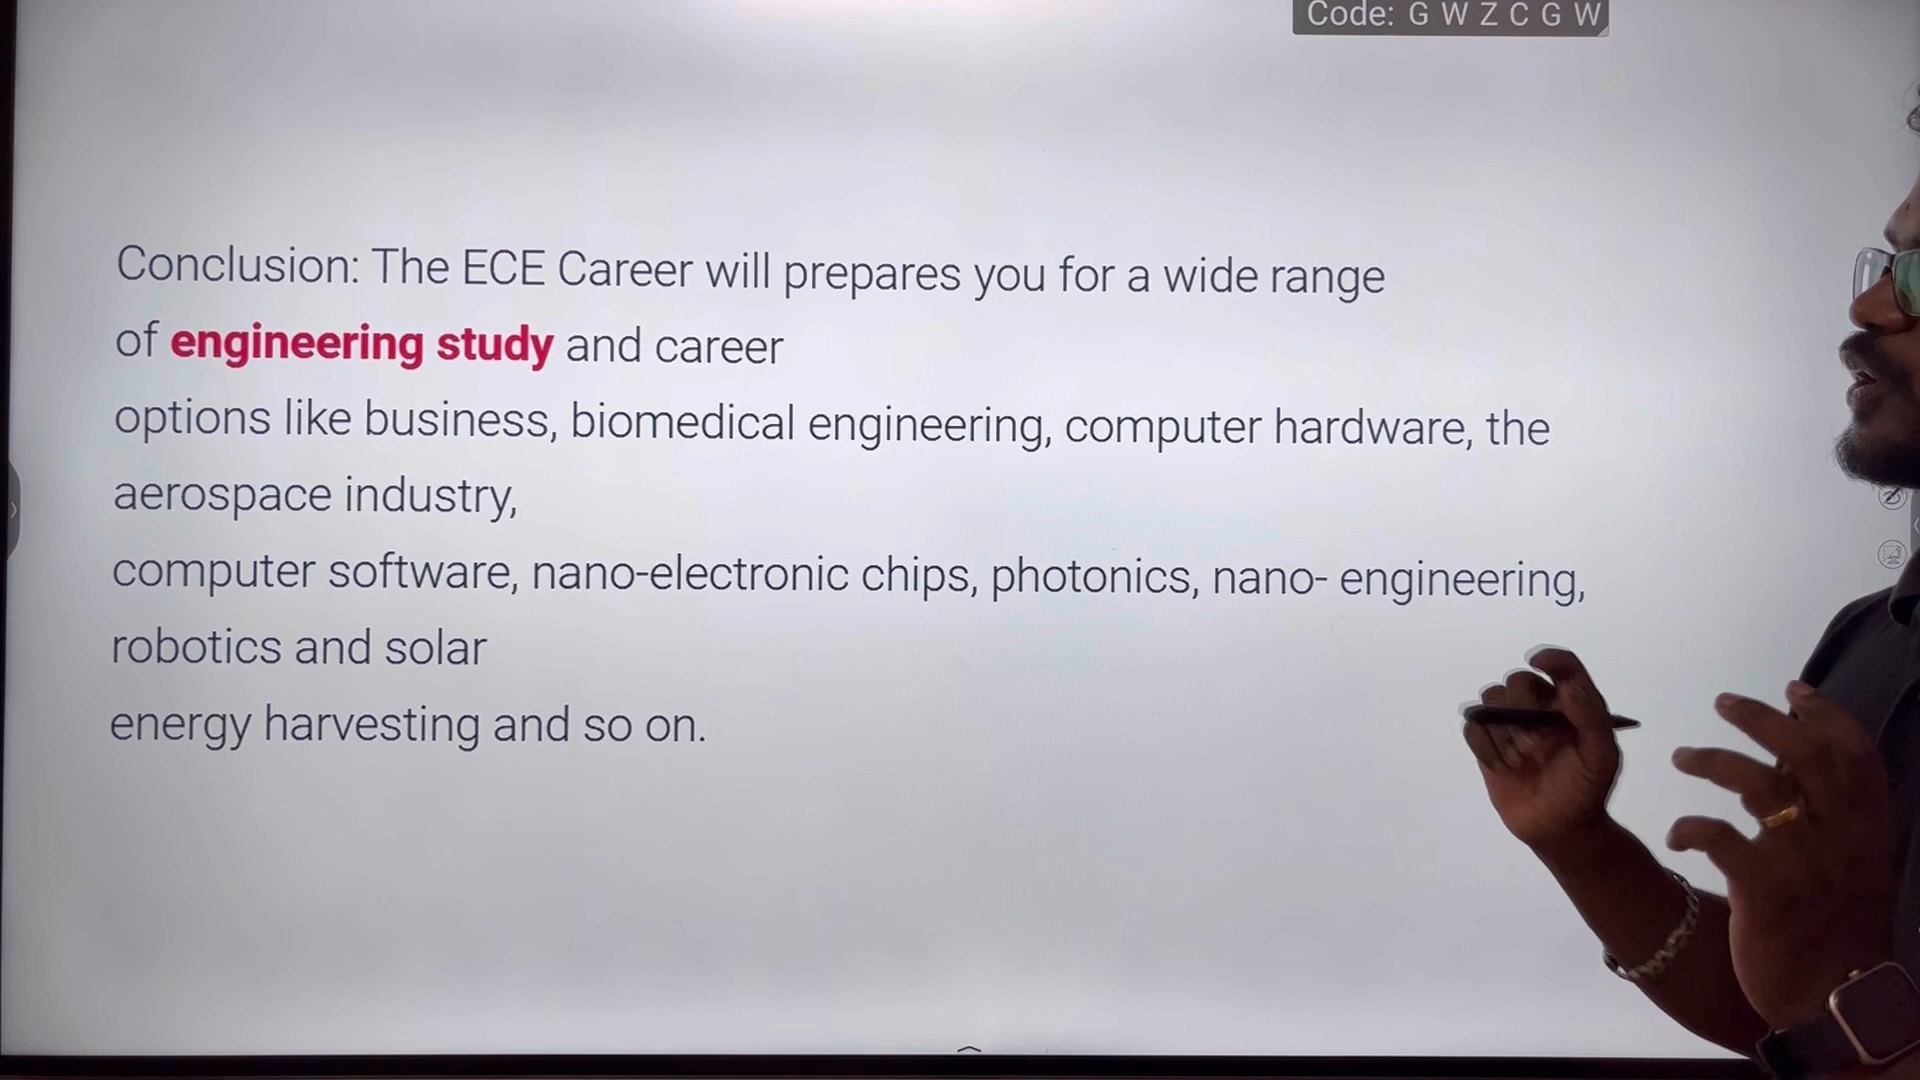 Code: G W Z C G W
Conclusion: The ECE Career will prepares you for a wide range
of engineering study and career
options like business, biomedical engineering, computer hardware, the
aerospace industry,
computer software, nano-electronic chips, photonics, nano- engineering,
robotics and solar
energy harvesting and so on.